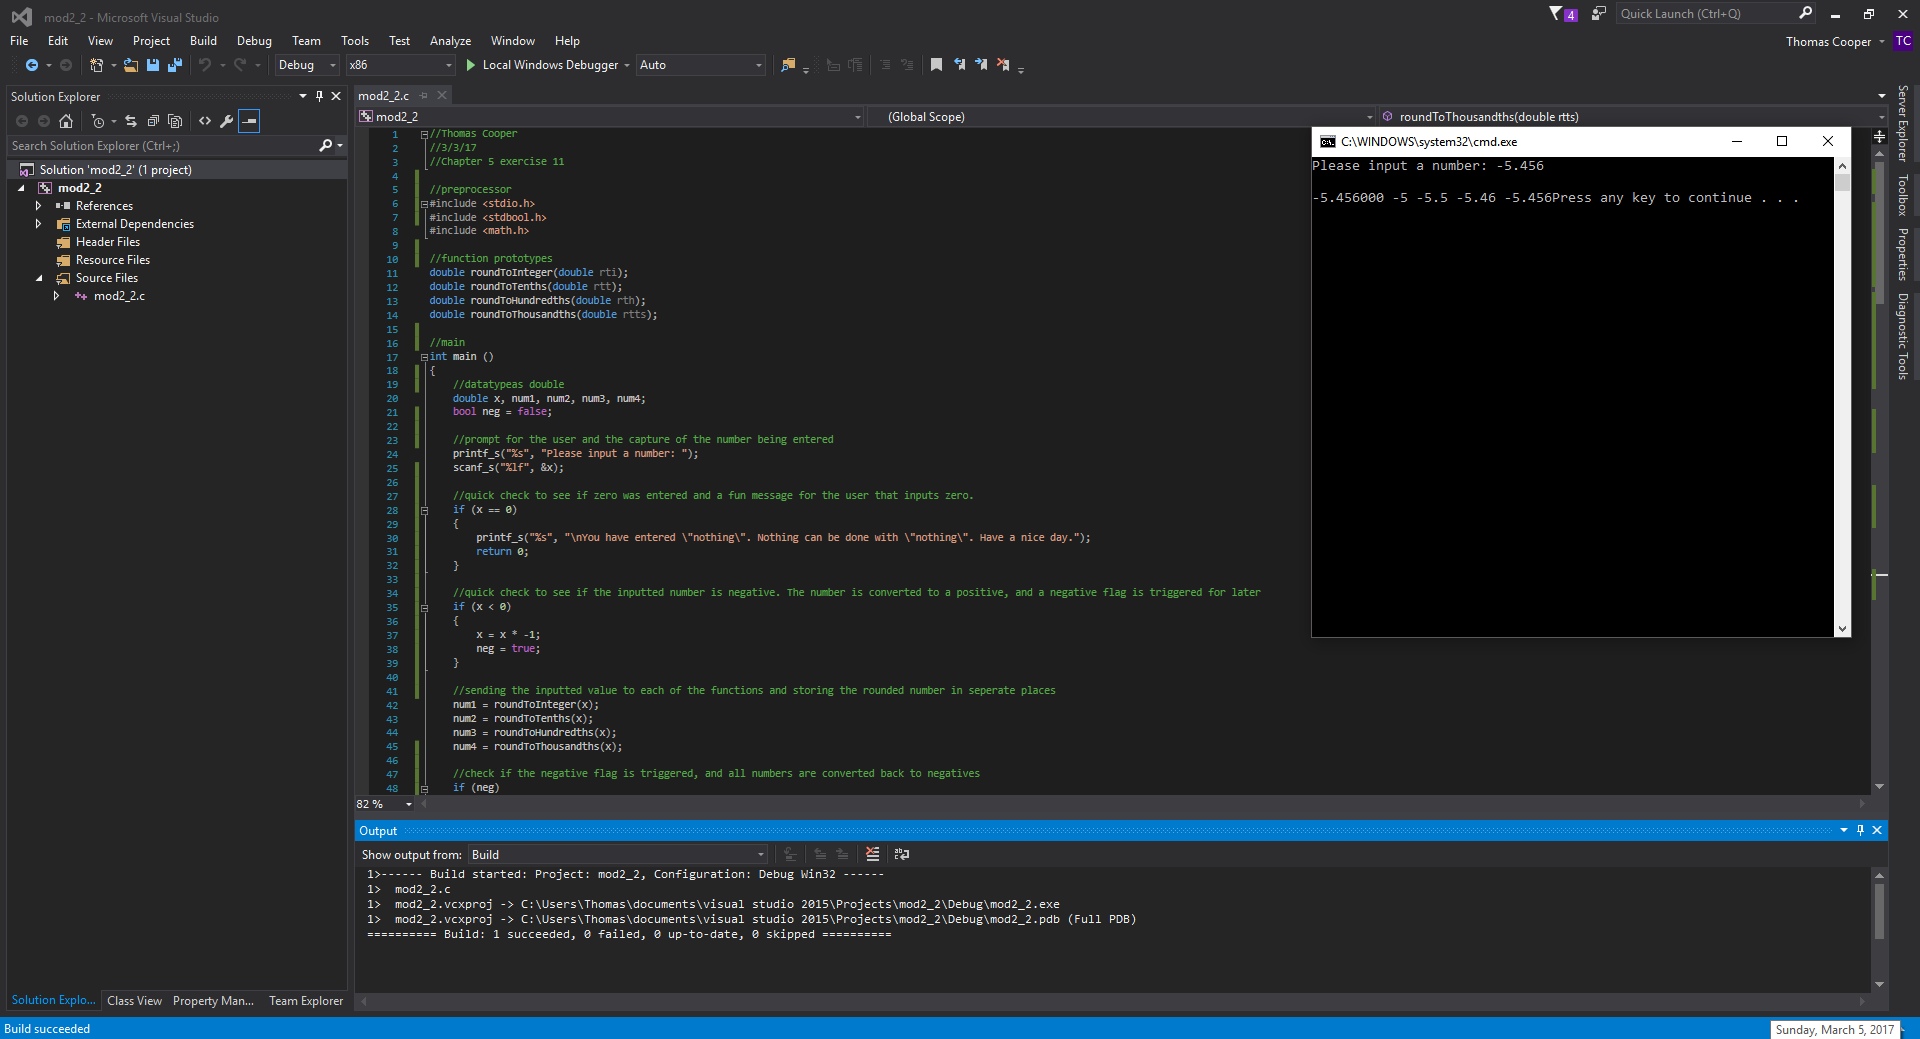 mod2_2 - Microsoft Visual Studio
4
Quick Launch (Ctrl+Q)
File Edit View Project Build Debug Team Tools Test Analyze Window Help
Thomas Cooper TC
Debug x86 Local Windows Debugger Auto
Solution Explorer
Search Solution Explorer (Ctrl+;)
Solution 'mod2_2' (1 project)
mod2_2
References
External Dependencies
Header Files
Resource Files
Source Files
mod2_2.c
Solution Explo... Class View Property Man... Team Explorer
mod2_2.c
mod2_2 (Global Scope) roundToThousandths(double rtts)
1 //Thomas Cooper
2 //3/3/17
3 //Chapter 5 exercise 11
4
5 //preprocessor
6 #include <stdio.h>
7 #include <stdbool.h>
8 #include <math.h>
9
10 //function prototypes
11 double roundToInteger(double rti);
12 double roundToTenths(double rtt);
13 double roundToHundredths(double rth);
14 double roundToThousandths(double rtts);
15
16 //main
17 int main ()
18 {
19 //datatypeas double
20 double x, num1, num2, num3, num4;
21 bool neg = false;
22
23 //prompt for the user and the capture of the number being entered
24 printf_s("%s", "Please input a number: ");
25 scanf_s("%lf", &x);
26
27 //quick check to see if zero was entered and a fun message for the user that inputs zero.
28 if (x == 0)
29 {
30 printf_s("%s", "\nYou have entered \"nothing\". Nothing can be done with \"nothing\". Have a nice day.");
31 return 0;
32 }
33
34 //quick check to see if the inputted number is negative. The number is converted to a positive, and a negative flag is triggered for later
35 if (x < 0)
36 {
37 x = x * -1;
38 neg = true;
39 }
40
41 //sending the inputted value to each of the functions and storing the rounded number in seperate places
42 num1 = roundToInteger(x);
43 num2 = roundToTenths(x);
44 num3 = roundToHundredths(x);
45 num4 = roundToThousandths(x);
46
47 //check if the negative flag is triggered, and all numbers are converted back to negatives
48 if (neg)
82 %
C:\WINDOWS\system32\cmd.exe
Please input a number: -5.456
-5.456000 -5 -5.5 -5.46 -5.456Press any key to continue . . .
Server Explorer
Toolbox
Properties
Diagnostic Tools
Output
Show output from: Build
1>------ Build started: Project: mod2_2, Configuration: Debug Win32 ------
1> mod2_2.c
1> mod2_2.vcxproj -> C:\Users\Thomas\documents\visual studio 2015\Projects\mod2_2\Debug\mod2_2.exe
1> mod2_2.vcxproj -> C:\Users\Thomas\documents\visual studio 2015\Projects\mod2_2\Debug\mod2_2.pdb (Full PDB)
========== Build: 1 succeeded, 0 failed, 0 up-to-date, 0 skipped ==========
Build succeeded
Sunday, March 5, 2017